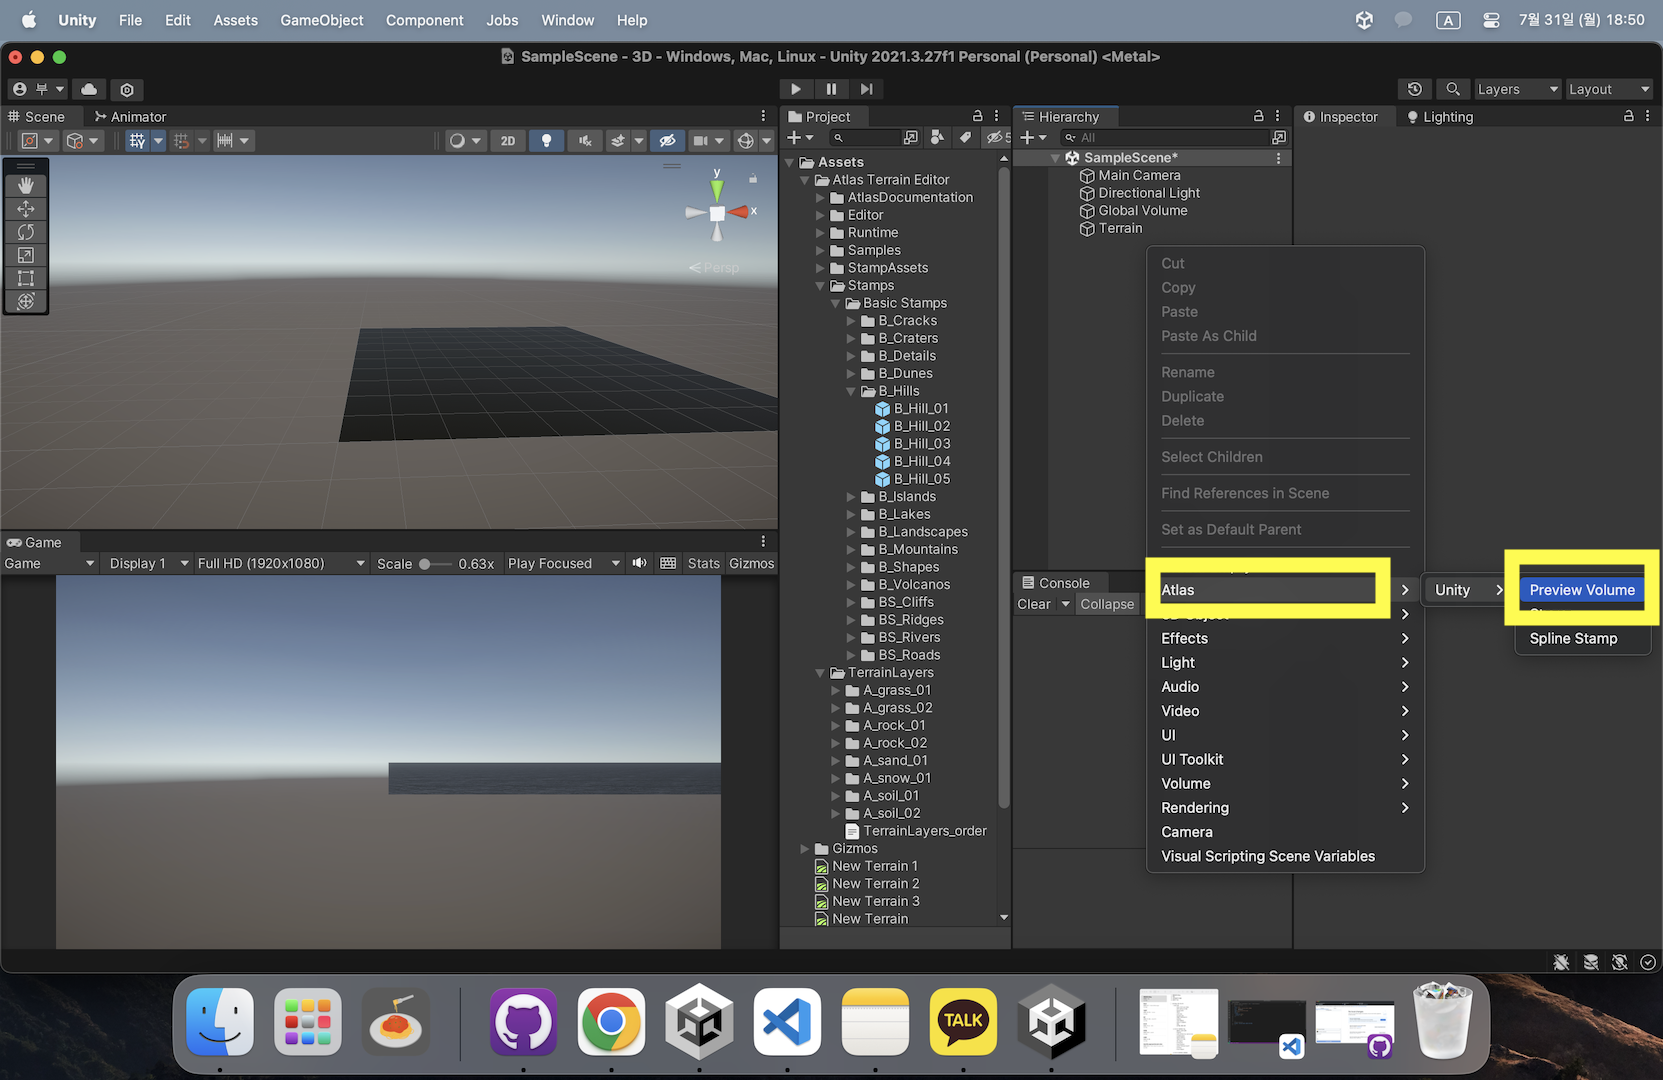 Unity File Edit Assets GameObject Component Jobs Window Help
A 7월 31일 (월) 18:50
SampleScene - 3D - Windows, Mac, Linux - Unity 2021.3.27f1 Personal (Personal) <Metal>
부
Layers Layout
Scene Animator
2D
y
x
Persp
Game
Game Display 1 Full HD (1920x1080) Scale 0.63x Play Focused Stats Gizmos
Project
5
Assets
Atlas Terrain Editor
AtlasDocumentation
Editor
Runtime
Samples
StampAssets
Stamps
Basic Stamps
B_Cracks
B_Craters
B_Details
B_Dunes
B_Hills
B_Hill_01
B_Hill_02
B_Hill_03
B_Hill_04
B_Hill_05
B_Islands
B_Lakes
B_Landscapes
B_Mountains
B_Shapes
B_Volcanos
BS_Cliffs
BS_Ridges
BS_Rivers
BS_Roads
TerrainLayers
A_grass_01
A_grass_02
A_rock_01
A_rock_02
A_sand_01
A_snow_01
A_soil_01
A_soil_02
TerrainLayers_order
Gizmos
New Terrain 1
New Terrain 2
New Terrain 3
New Terrain
Hierarchy
All
SampleScene*
Main Camera
Directional Light
Global Volume
Terrain
Console
Clear Collapse
Inspector Lighting
Cut
Copy
Paste
Paste As Child
Rename
Duplicate
Delete
Select Children
Find References in Scene
Set as Default Parent
Atlas
Effects
Light
Audio
Video
UI
UI Toolkit
Volume
Rendering
Camera
Visual Scripting Scene Variables
Unity
Preview Volume
Spline Stamp
TALK